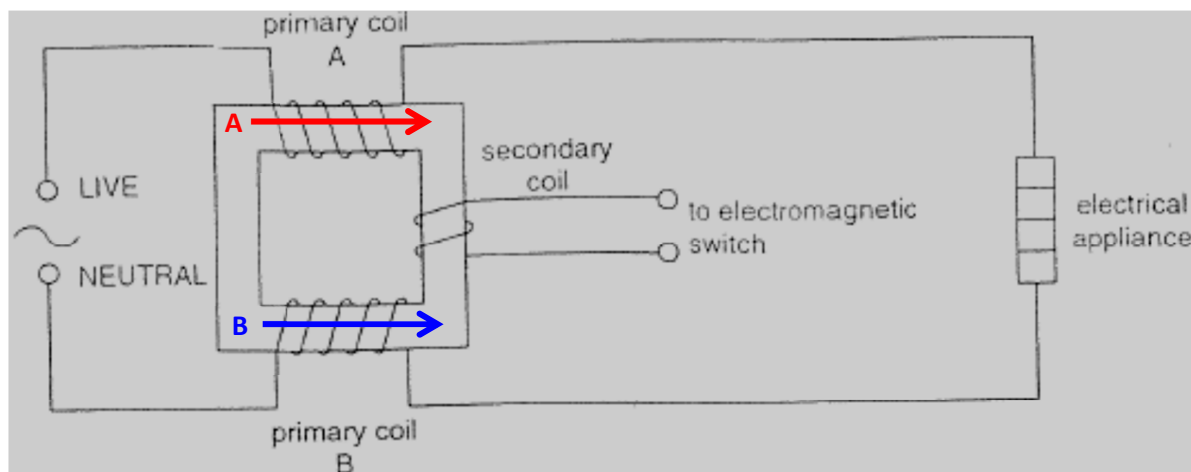 primary coil
A
A
LIVE
NEUTRAL
secondary
coil
to electromagnetic
switch
electrical
appliance
B
primary coil
B